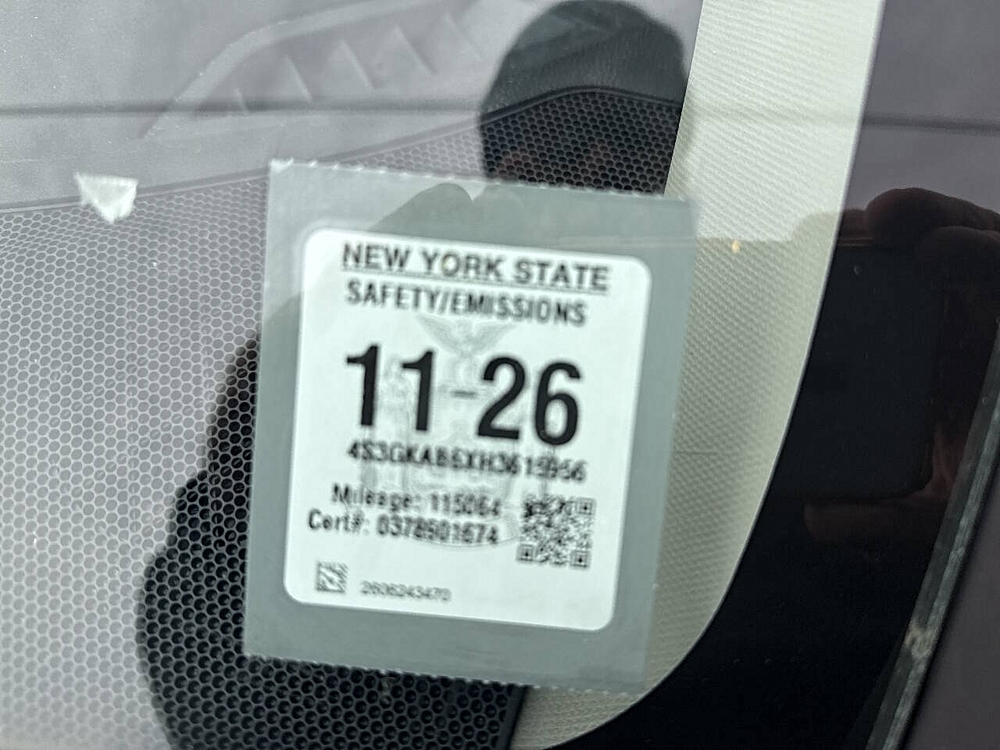 NEW YORK STATE
SAFETY/EMISSIONS
11-26
4S3GKAB6XH3619956
Mileage: 115064
Cert#: 0378501674
2606243470